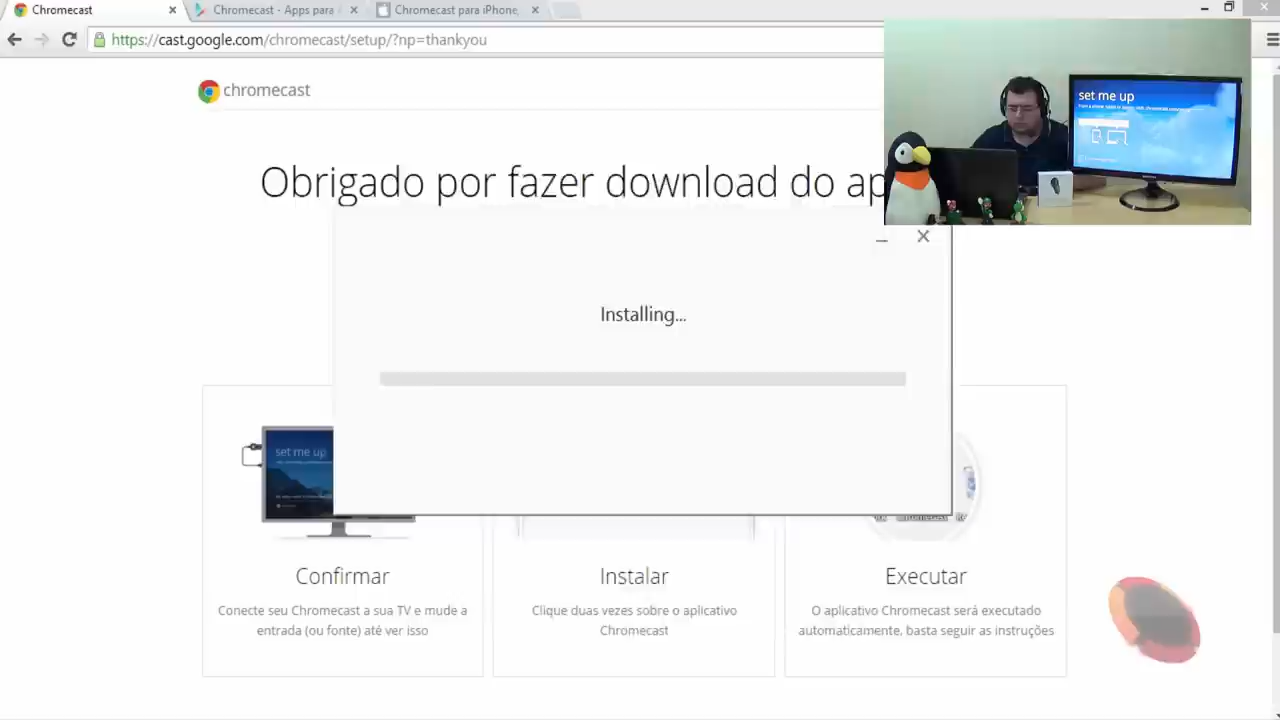 Chromecast
Chromecast - Apps para
Chromecast para iPhone,
https://cast.google.com/chromecast/setup/?np=thankyou
chromecast
set me up
Obrigado por fazer download do ap
Installing...
set me up
Confirmar
Conecte seu Chromecast a sua TV e mude a
entrada (ou fonte) até ver isso
Instalar
Clique duas vezes sobre o aplicativo
Chromecast
Executar
O aplicativo Chromecast será executado
automaticamente, basta seguir as instruções